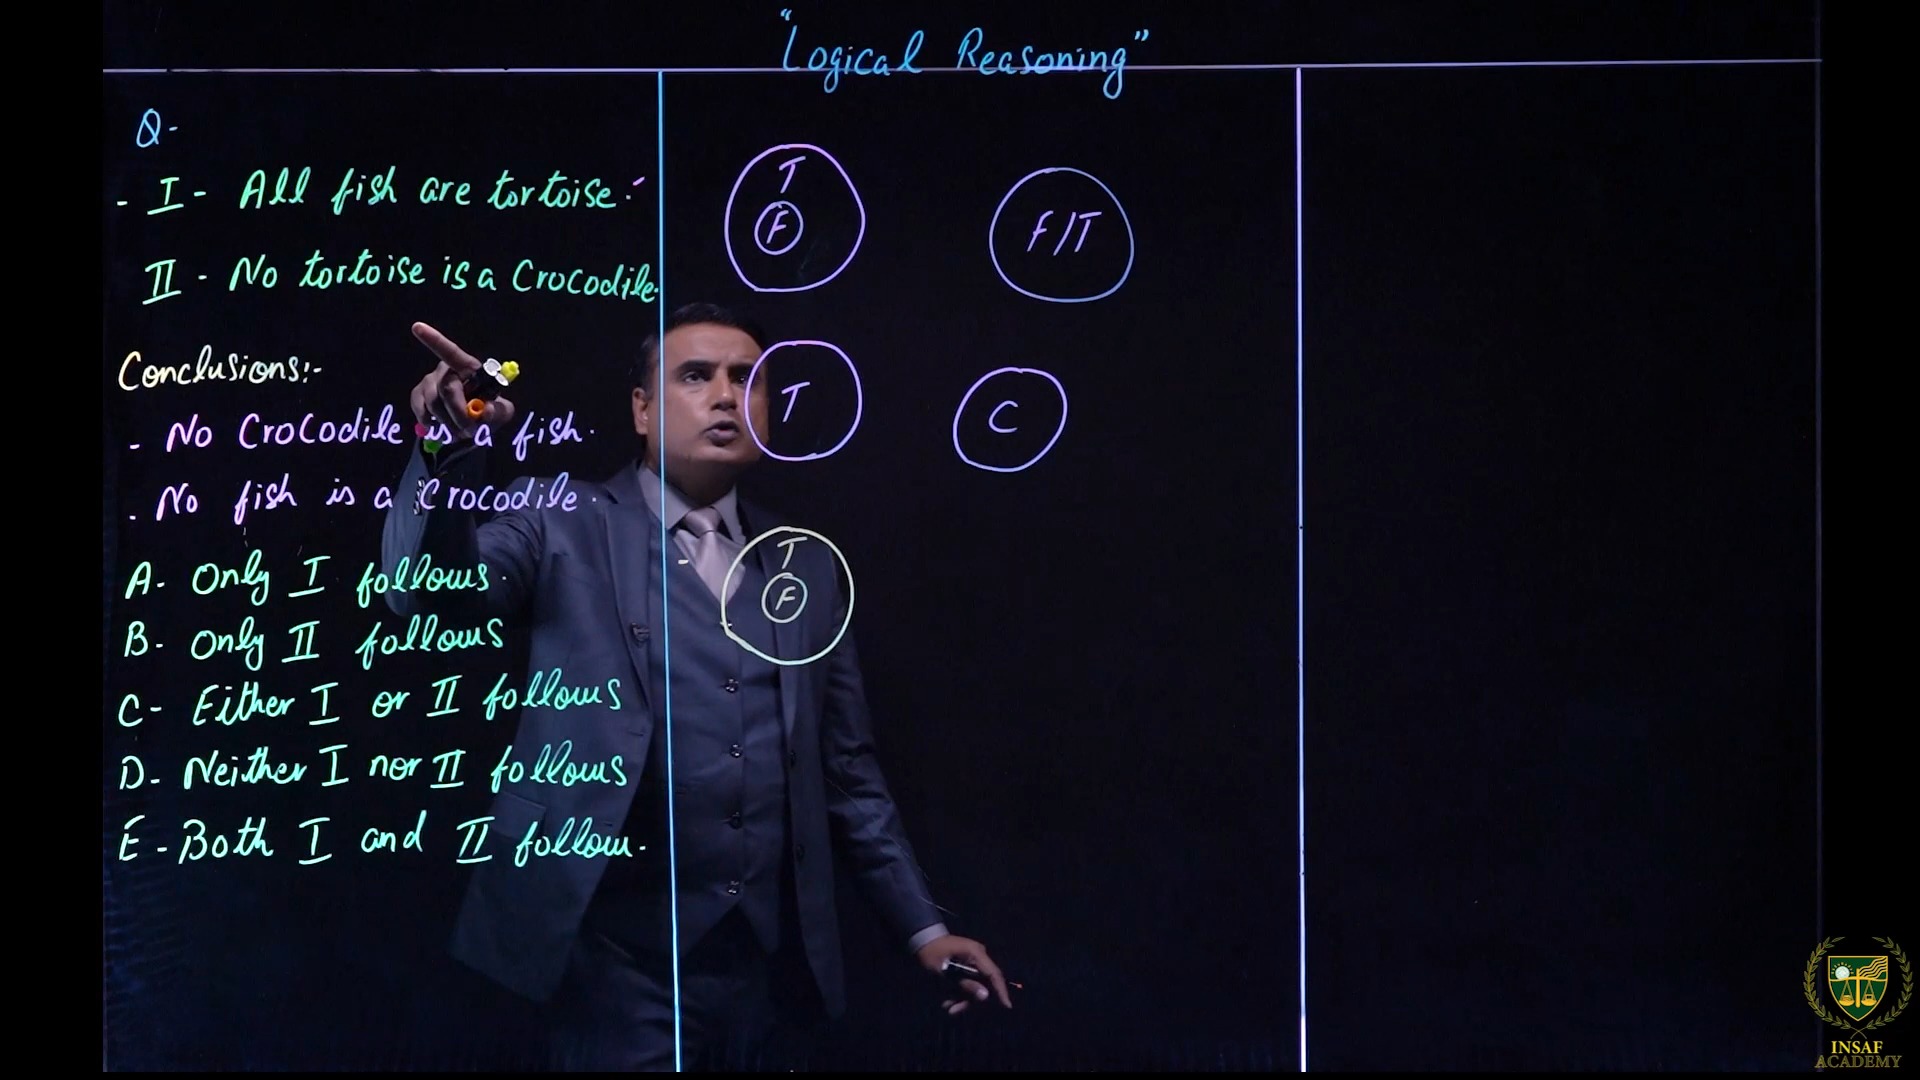 "Logical Reasoning"
Q-
- I - All fish are tortoise.
II - No tortoise is a Crocodile.
Conclusions:-
- No Crocodile is a fish.
- No fish is a Crocodile.
A- Only I follows.
B- Only II follows
C- Either I or II follows
D- Neither I nor II follows
E- Both I and II follow.
T
F
F/T
T
C
T
F
INSAF
ACADEMY